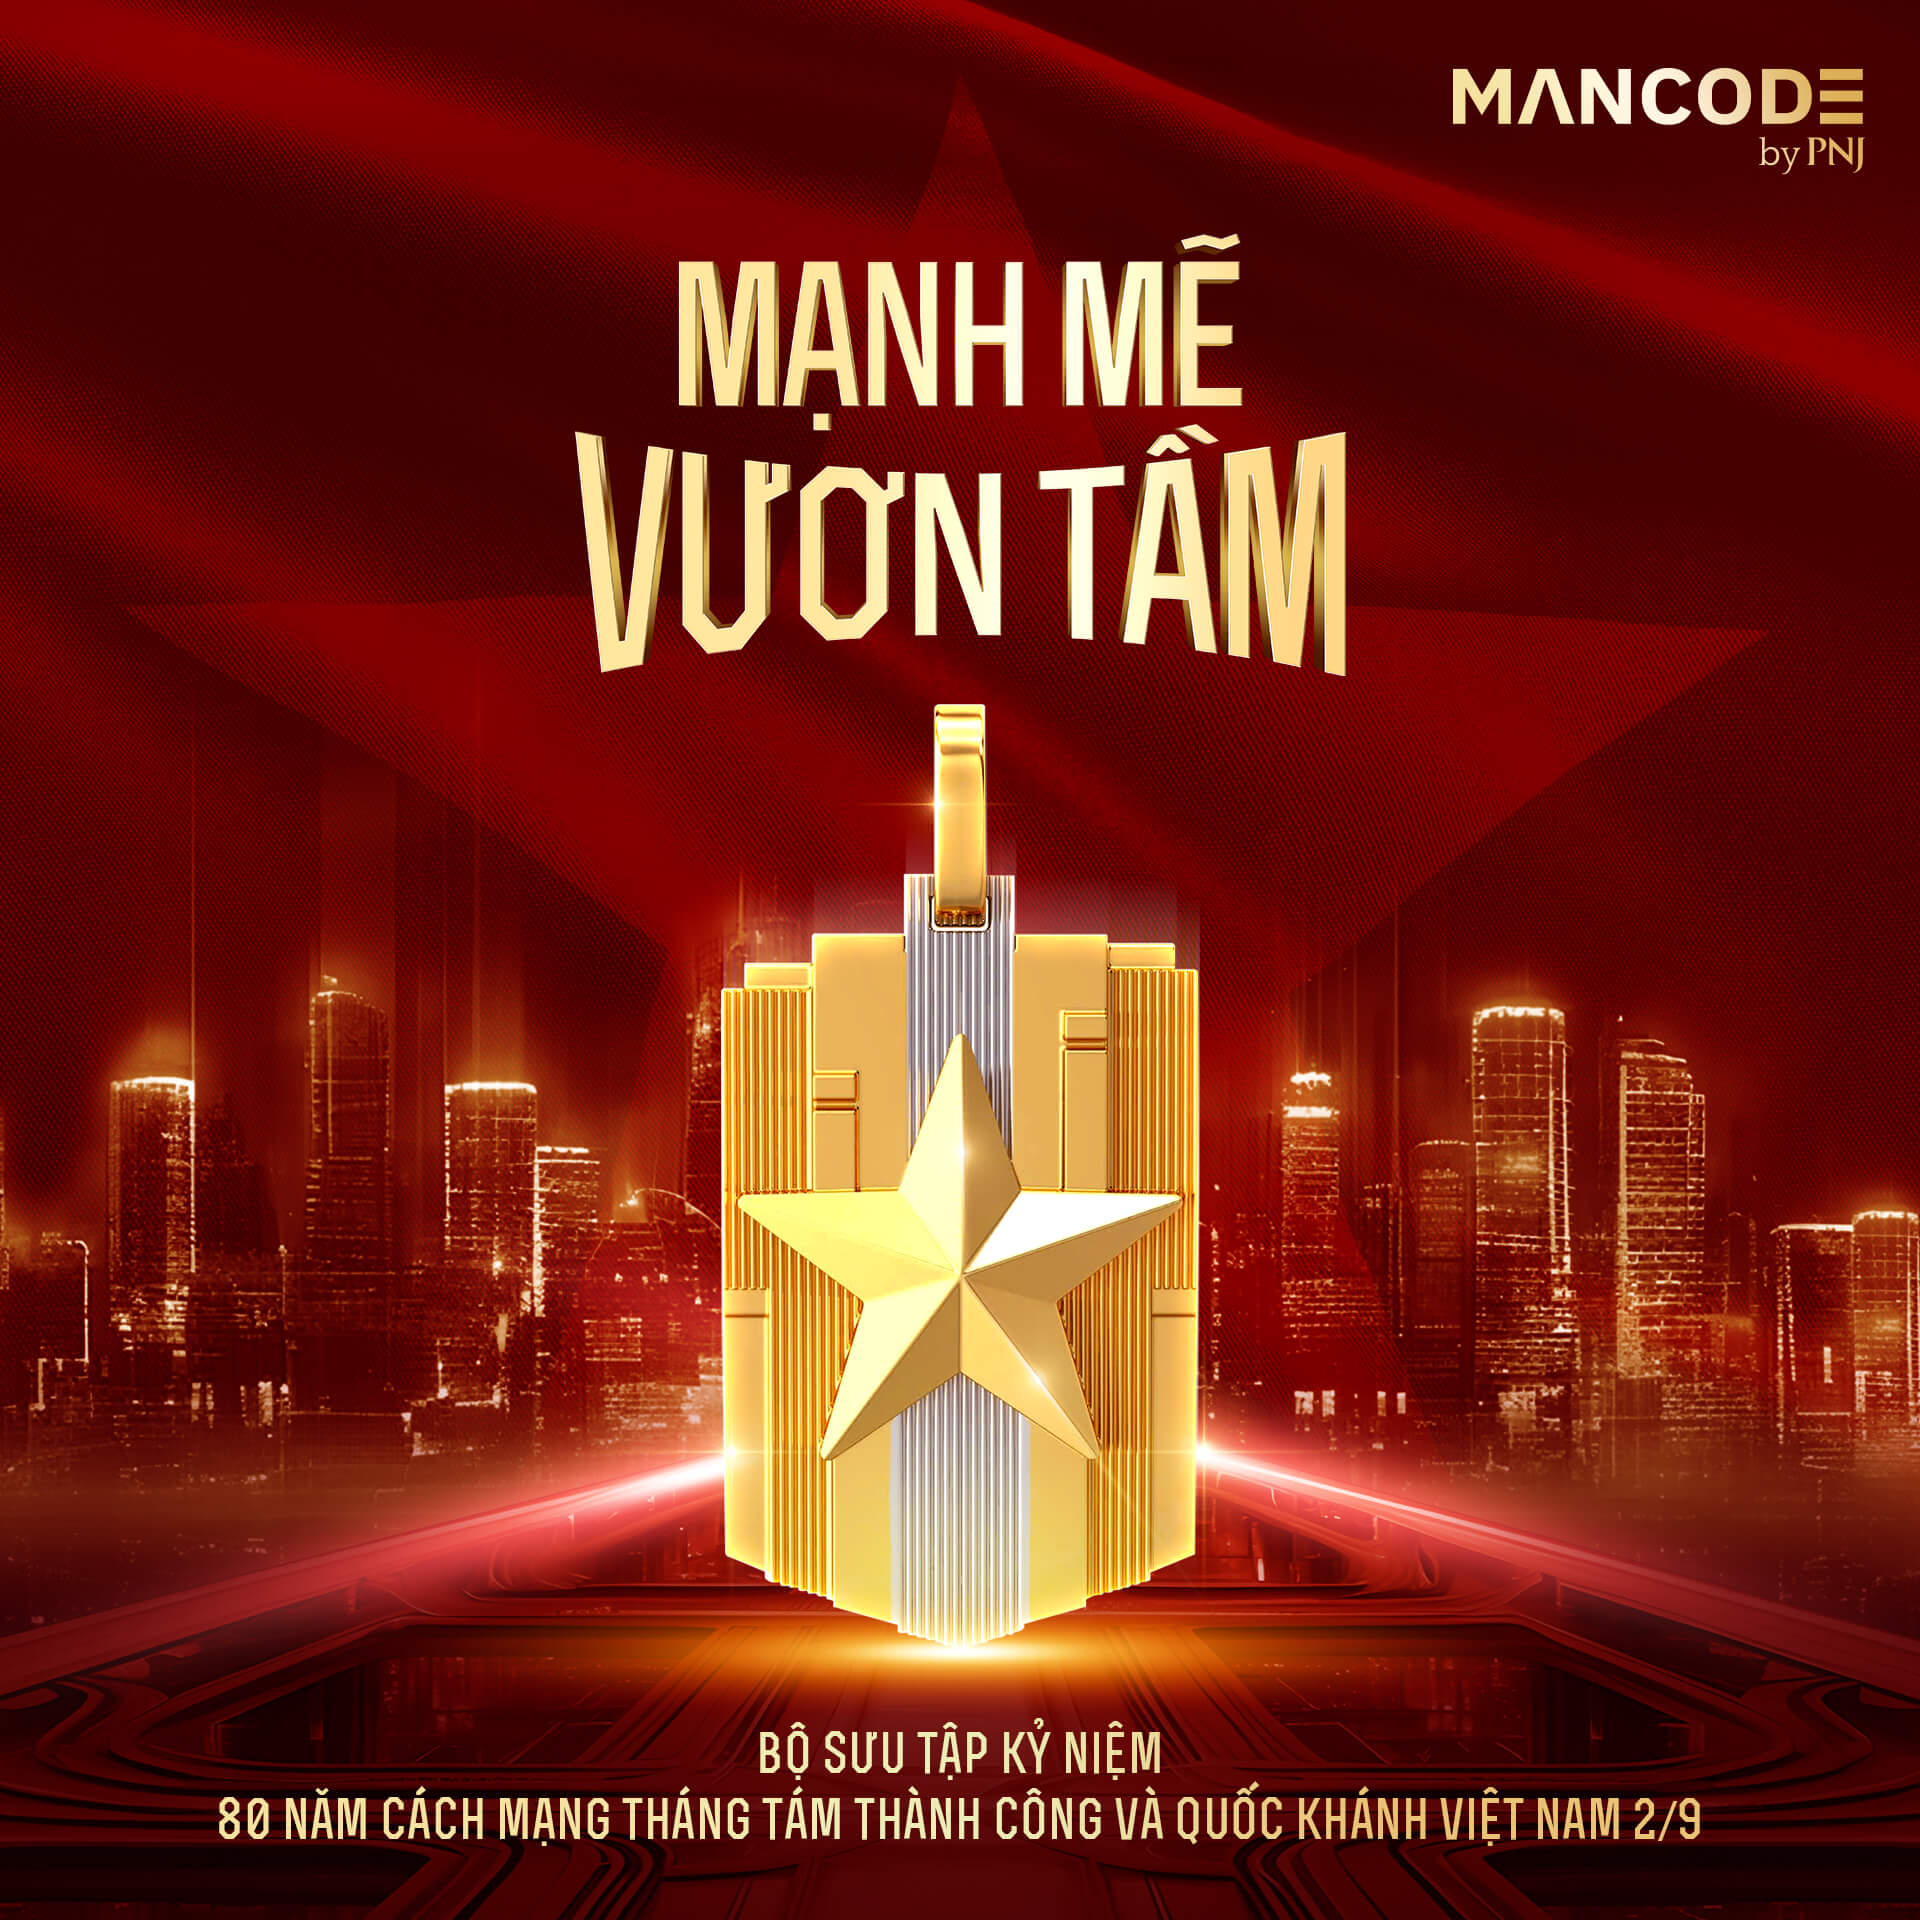 MANCODE
by PNJ
MẠNH MẼ
VƯƠN TẦM
BỘ SƯU TẬP KỶ NIỆM
80 NĂM CÁCH MẠNG THÁNG TÁM THÀNH CÔNG VÀ QUỐC KHÁNH VIỆT NAM 2/9